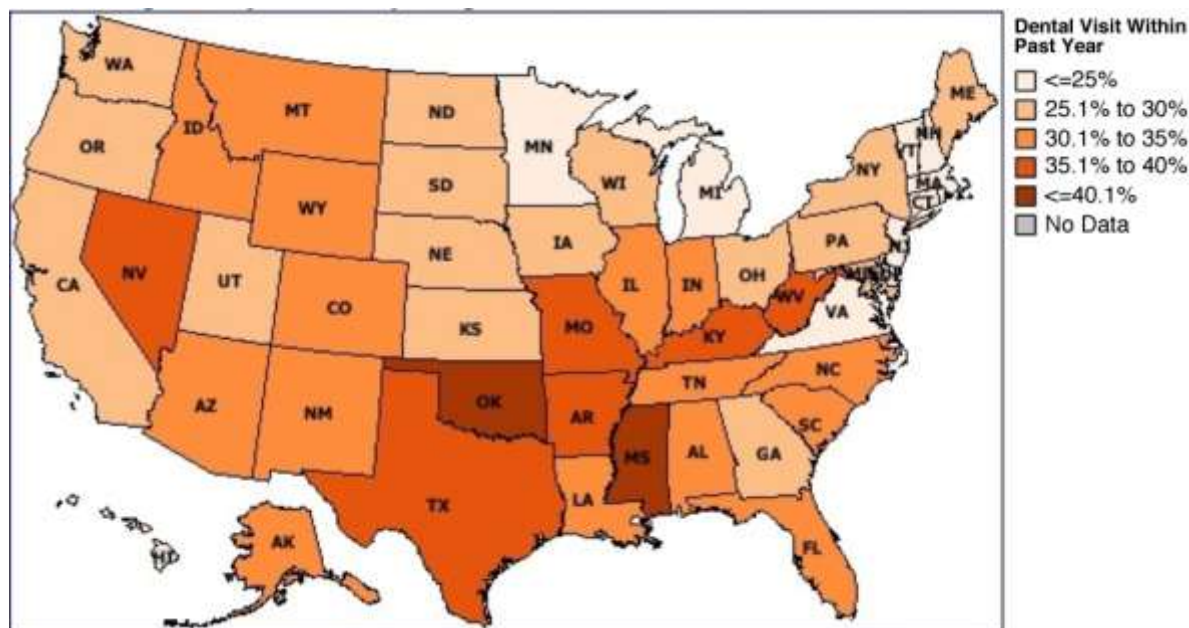 Dental Visit Within
Past Year
<=25%
25.1% to 30%
30.1% to 35%
35.1% to 40%
<=40.1%
No Data
WA
MT
ND
MN
ME
ID
OR
SD
WI
MI
NY
NH
VT
MA
CT
WY
NE
IA
PA
NJ
NV
UT
CO
IL
IN
OH
CA
KS
MO
WV
VA
KY
AZ
NM
OK
AR
TN
NC
SC
TX
LA
MS
AL
GA
AK
FL
HI